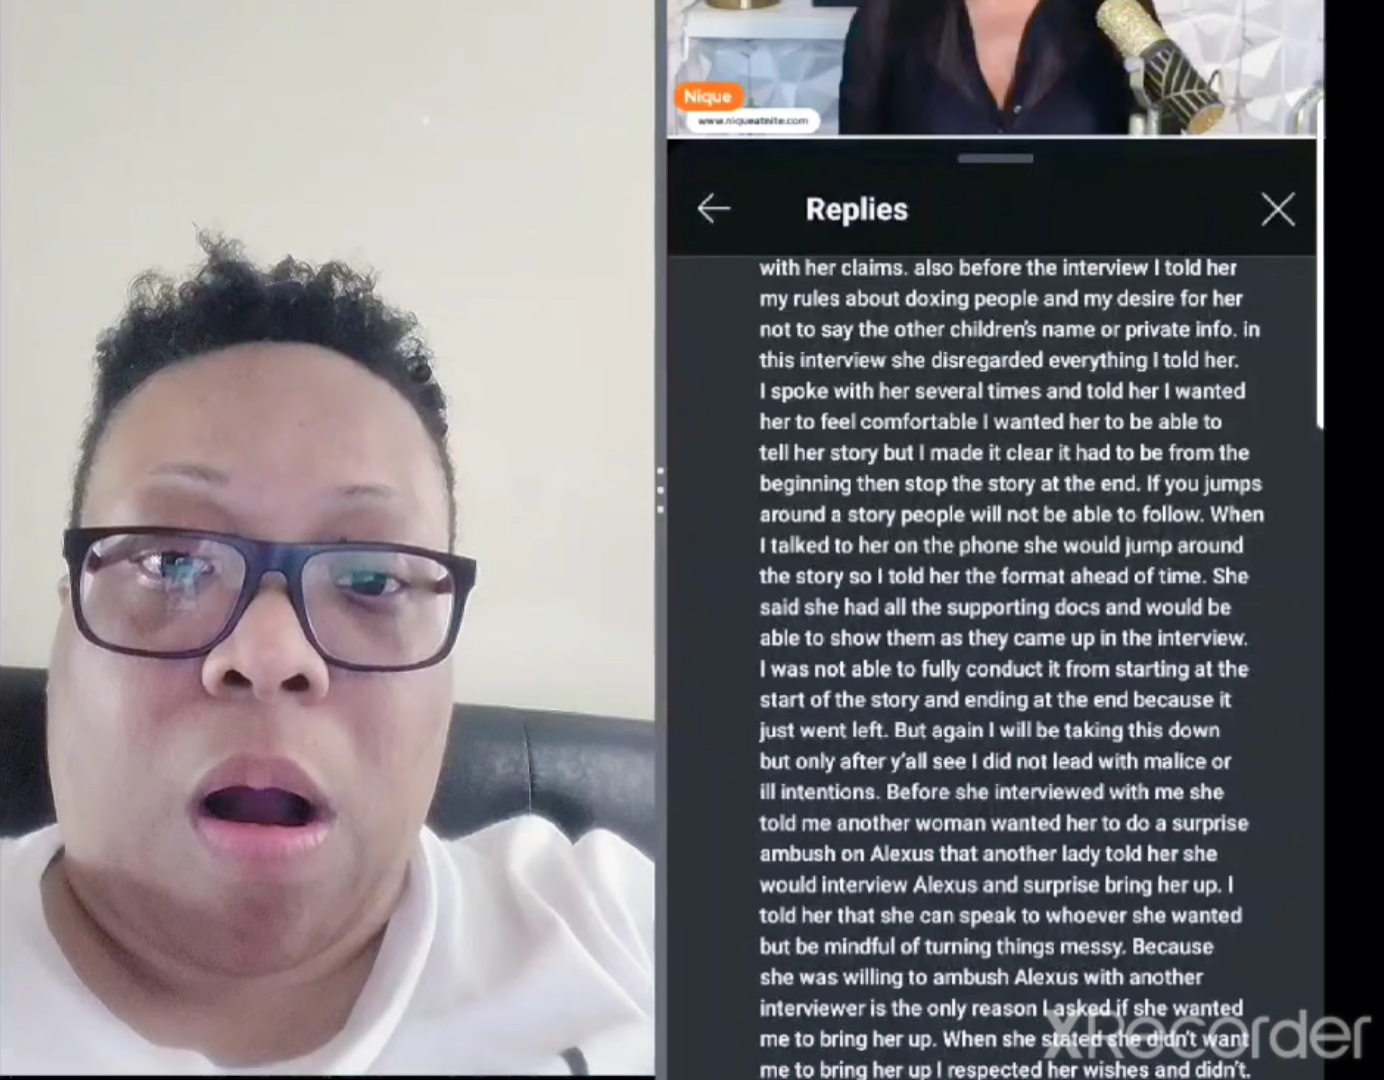 Nique
www.niqueatnite.com
Replies
with her claims. also before the interview I told her
my rules about doxing people and my desire for her
not to say the other children's name or private info. in
this interview she disregarded everything I told her.
I spoke with her several times and told her I wanted
her to feel comfortable I wanted her to be able to
tell her story but I made it clear it had to be from the
beginning then stop the story at the end. If you jumps
around a story people will not be able to follow. When
I talked to her on the phone she would jump around
the story so I told her the format ahead of time. She
said she had all the supporting docs and would be
able to show them as they came up in the interview.
I was not able to fully conduct it from starting at the
start of the story and ending at the end because it
just went left. But again I will be taking this down
but only after y'all see I did not lead with malice or
ill intentions. Before she interviewed with me she
told me another woman wanted her to do a surprise
ambush on Alexus that another lady told her she
would interview Alexus and surprise bring her up. I
told her that she can speak to whoever she wanted
but be mindful of turning things messy. Because
she was willing to ambush Alexus with another
interviewer is the only reason I asked if she wanted
me to bring her up. When she stated she didn't want
me to bring her up I respected her wishes and didn't.
XRecorder